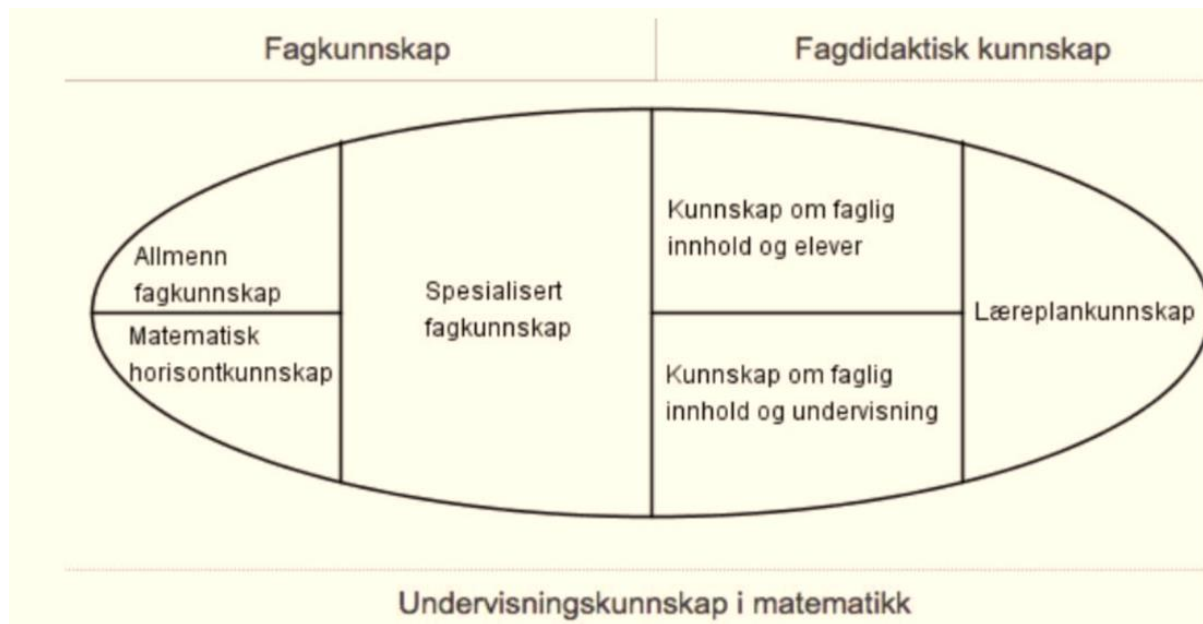 Fagkunnskap
Fagdidaktisk kunnskap
Allmenn
fagkunnskap
Matematisk
horisontkunnskap
Spesialisert
fagkunnskap
Kunnskap om faglig
innhold og elever
Kunnskap om faglig
innhold og undervisning
Læreplankunnskap
Undervisningskunnskap i matematikk